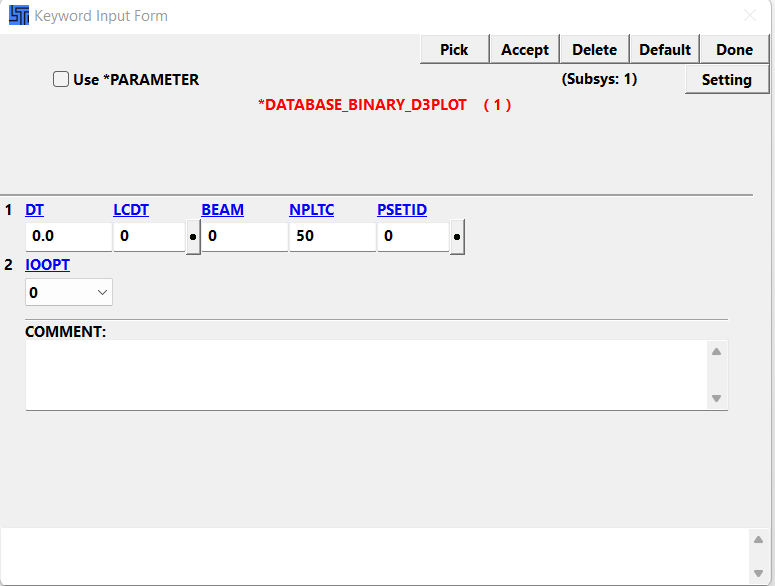 Keyword Input Form
Pick Accept Delete Default Done
Use *PARAMETER (Subsys: 1) Setting
*DATABASE_BINARY_D3PLOT ( 1 )
1 DT LCDT BEAM NPLTC PSETID
0.0 0 0 50 0
2 IOOPT
0
COMMENT: